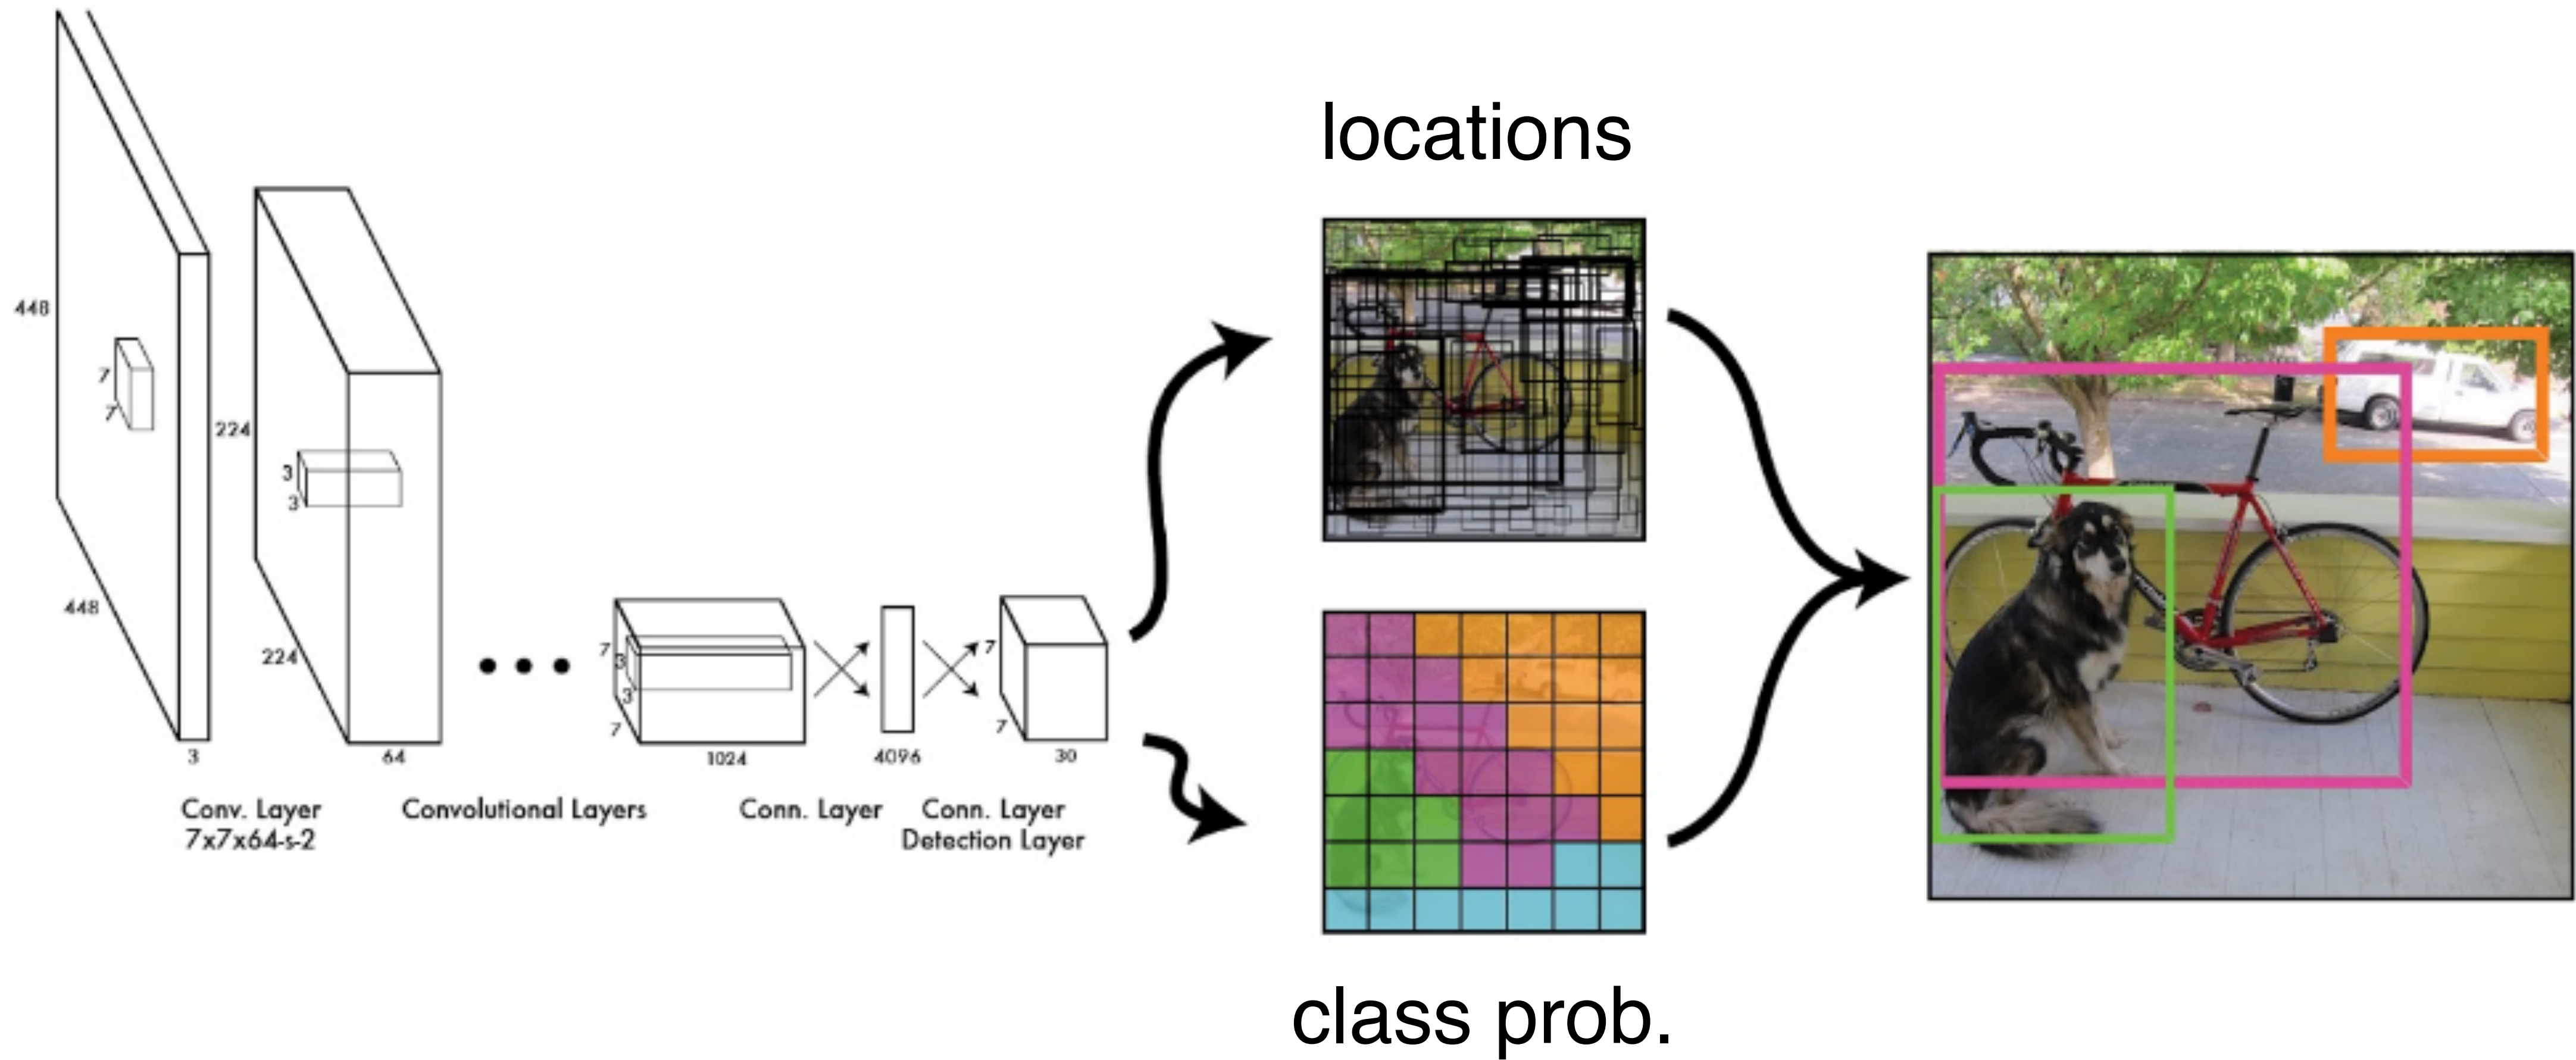 locations
448
7
7
448
3
224
3
3
224
64
7
3
3
7
1024
4096
7
7
30
Conv. Layer
7x7x64-s-2
Convolutional Layers
Conn. Layer
Conn. Layer
Detection Layer
class prob.